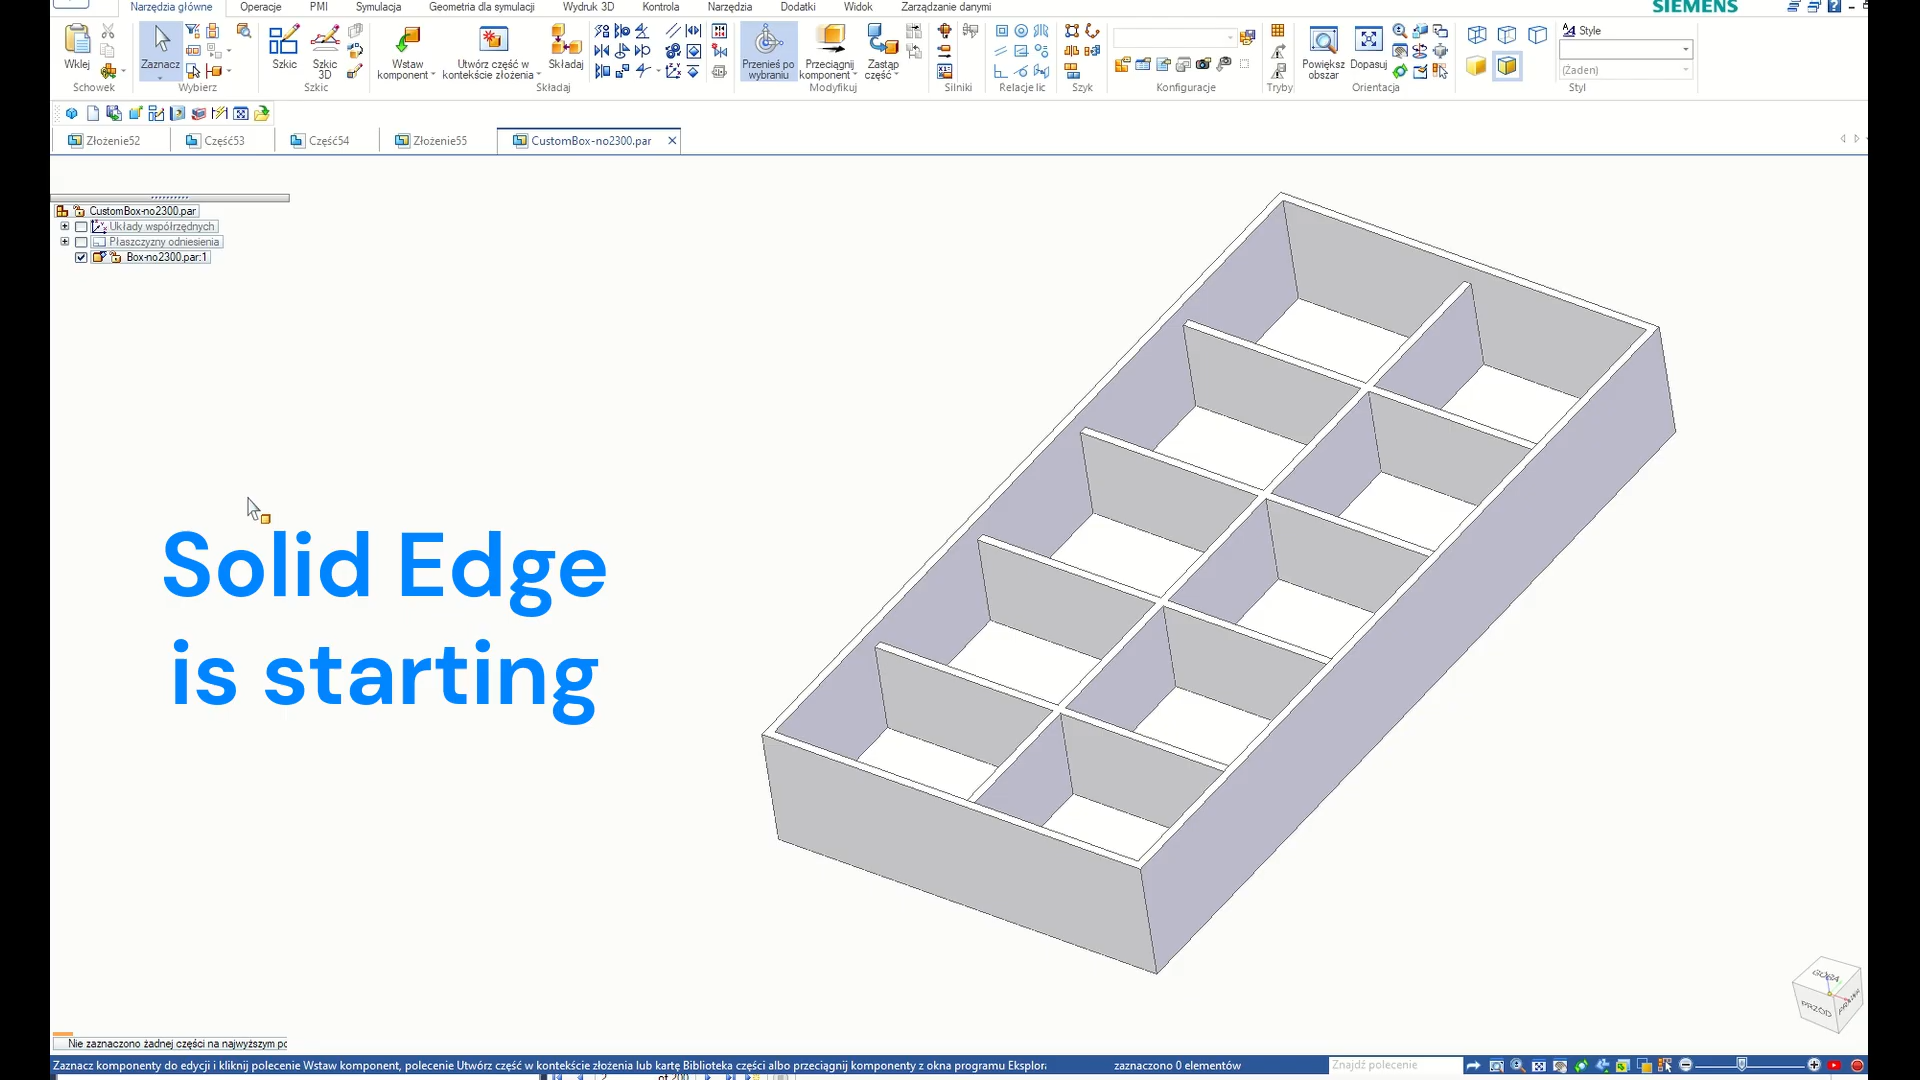 Narzędzia główne
Operacje
PMI
Symulacja
Geometria dla symulacji
Wydruk 3D
Kontrola
Narzędzia
Dodatki
Widok
Zarządzanie danymi
SIEMENS
Wklej
Schowek
Zaznacz
Wybierz
Szkic
Szkic
3D
Szkic
Wstaw
komponent
Utwórz część w
kontekście złożenia
Składaj
Składaj
Przenieś po
wybraniu
Przeciągnij
komponent
Zastąp
część
Modyfikuj
Silniki
Relacje lic
Szyk
Konfiguracje
Tryby
Powiększ
obszar
Dopasuj
Orientacja
Style
(Żaden)
Styl
Złożenie52
Część53
Część54
Złożenie55
CustomBox-no2300.par
CustomBox-no2300.par
Układy współrzędnych
Płaszczyzny odniesienia
Box-no2300.par:1
Solid Edge
is starting
GÓRA
PRZÓD
Nie zaznaczono żadnej części na najwyższym po
Zaznacz komponenty do edycji i kliknij polecenie Wstaw komponent, polecenie Utwórz część w kontekście złożenia lub kartę Biblioteka części albo przeciągnij komponenty z okna programu Eksplora
zaznaczono 0 elementów
Znajdź polecenie